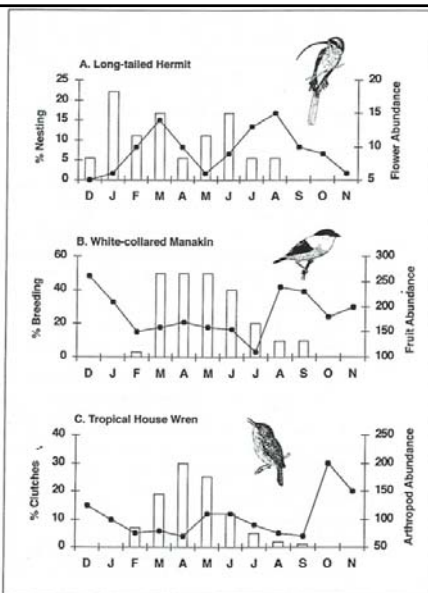 A. Long-tailed Hermit
% Nesting
25
20
15
10
5
0
20
15
10
5
Flower Abundance
D J F M A M J J A S O N
B. White-collared Manakin
% Breeding
60
40
20
0
300
250
200
150
100
Fruit Abundance
D J F M A M J J A S O N
C. Tropical House Wren
% Clutches
40
30
20
10
0
250
200
150
100
50
Arthropod Abundance
D J F M A M J J A S O N